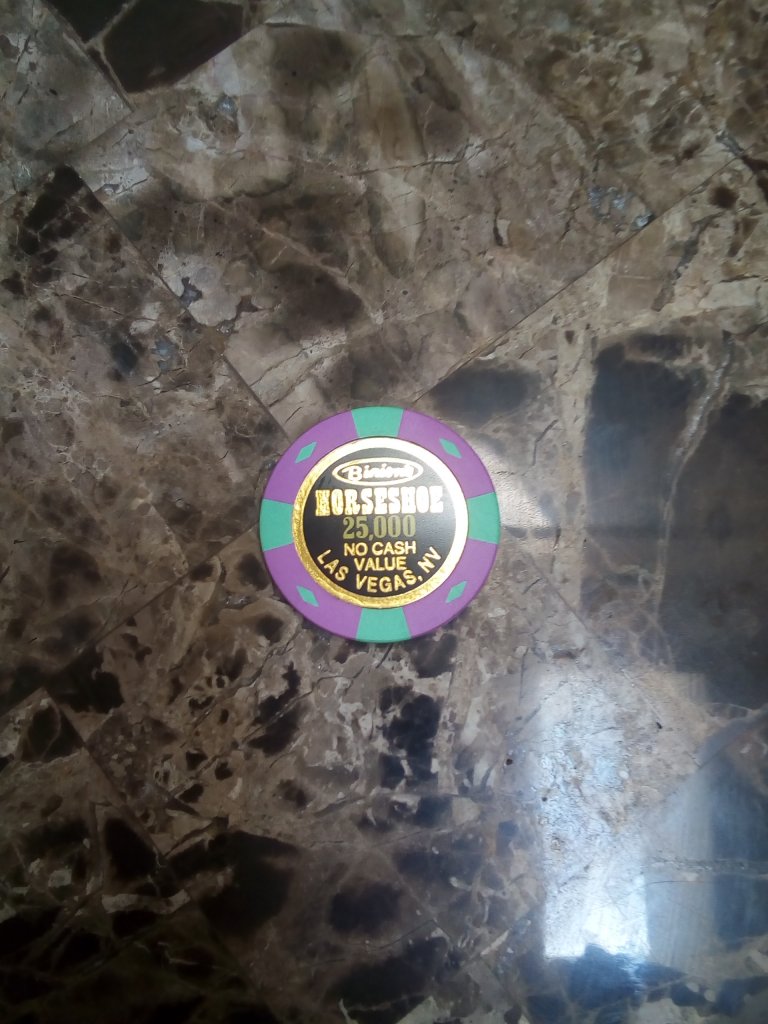 Binion's
HORSESHOE
25,000
NO CASH
VALUE
LAS VEGAS, NV